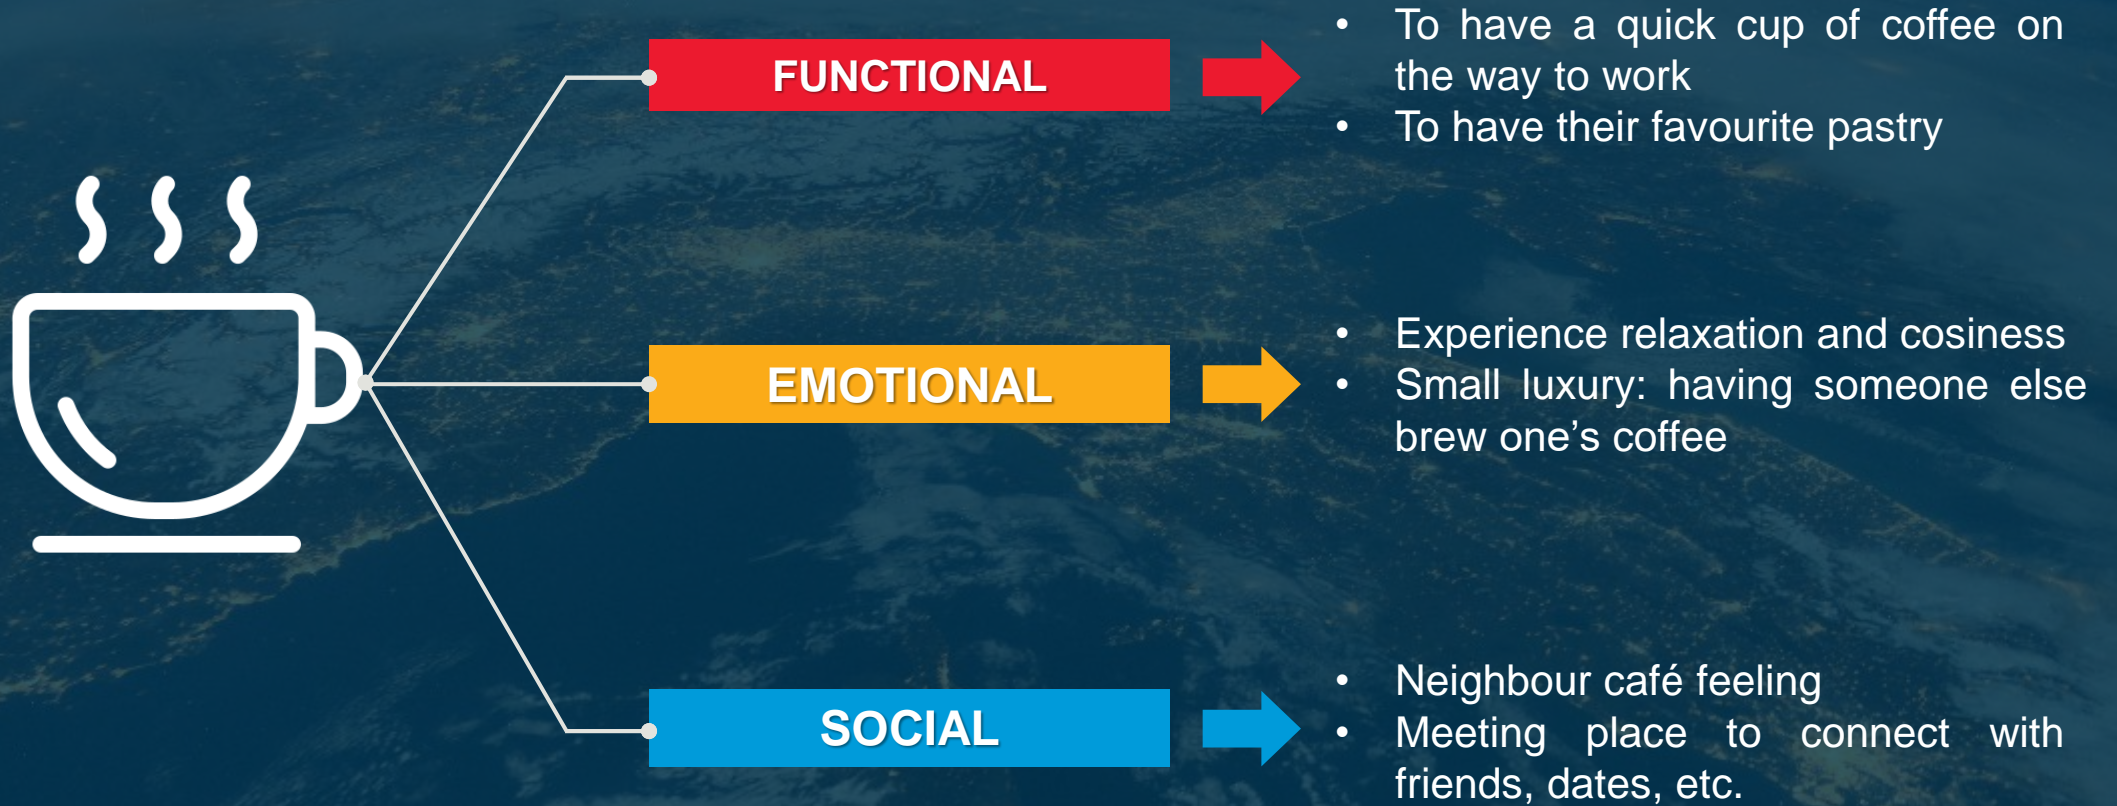 FUNCTIONAL
• To have a quick cup of coffee on
the way to work
• To have their favourite pastry
EMOTIONAL
• Experience relaxation and cosiness
• Small luxury: having someone else
brew one’s coffee
SOCIAL
• Neighbour café feeling
• Meeting place to connect with
friends, dates, etc.